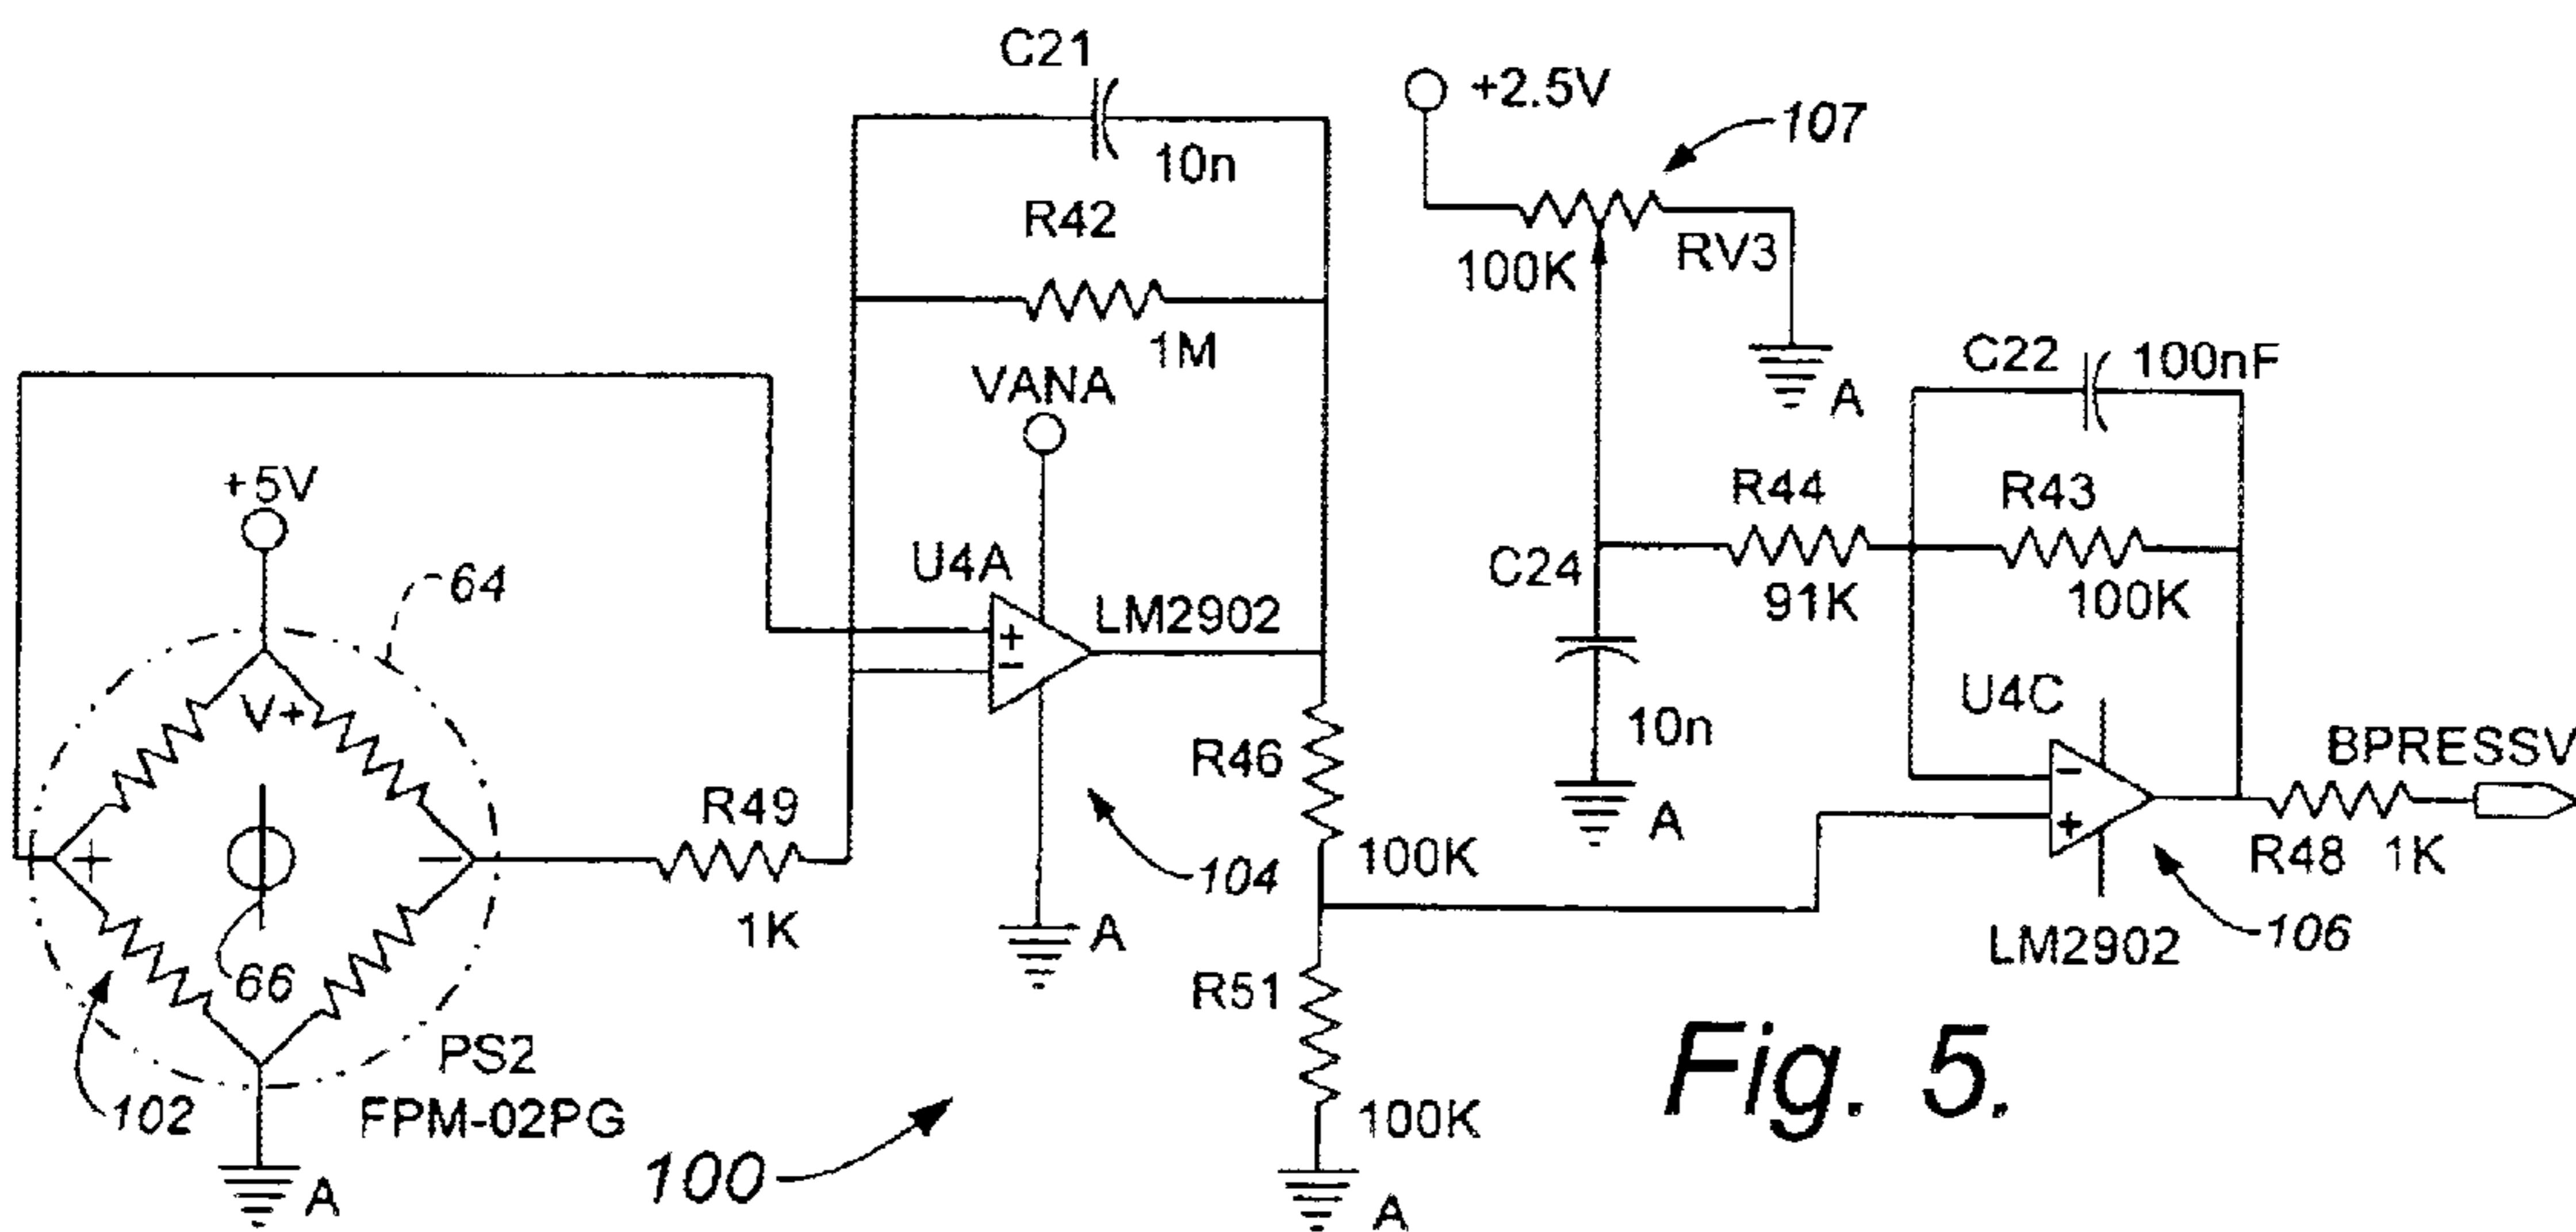 C21
10n
R42
1M
VANA
+2.5V
107
100K
RV3
A
C22
100nF
+5V
64
U4A
+
−
LM2902
V+
+
−
66
102
PS2
FPM-02PG
A
R49
1K
104
A
R46
100K
R51
100K
A
C24
10n
A
R44
91K
R43
100K
U4C
−
+
LM2902
106
BPRESSV
R48
1K
100
Fig. 5.